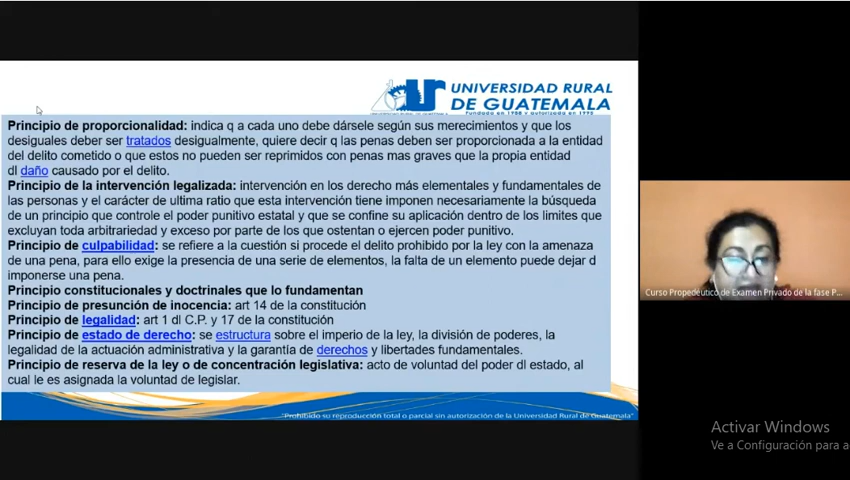 UNIVERSIDAD RURAL
DE GUATEMALA
Fundada en 1988 y autorizada en 1995
Principio de proporcionalidad: indica q a cada uno debe dársele según sus merecimientos y que los
desiguales deber ser tratados desigualmente, quiere decir q las penas deben ser proporcionada a la entidad
del delito cometido o que estos no pueden ser reprimidos con penas mas graves que la propia entidad
dl daño causado por el delito.
Principio de la intervención legalizada: intervención en los derecho más elementales y fundamentales de
las personas y el carácter de ultima ratio que esta intervención tiene imponen necesariamente la búsqueda
de un principio que controle el poder punitivo estatal y que se confine su aplicación dentro de los limites que
excluyan toda arbitrariedad y exceso por parte de los que ostentan o ejercen poder punitivo.
Principio de culpabilidad: se refiere a la cuestión si procede el delito prohibido por la ley con la amenaza
de una pena, para ello exige la presencia de una serie de elementos, la falta de un elemento puede dejar d
imponerse una pena.
Principio constitucionales y doctrinales que lo fundamentan
Principio de presunción de inocencia: art 14 de la constitución
Principio de legalidad: art 1 dl C.P. y 17 de la constitución
Principio de estado de derecho: se estructura sobre el imperio de la ley, la división de poderes, la
legalidad de la actuación administrativa y la garantía de derechos y libertades fundamentales.
Principio de reserva de la ley o de concentración legislativa: acto de voluntad del poder dl estado, al
cual le es asignada la voluntad de legislar.
"Prohibido su reproducción total o parcial sin autorización de la Universidad Rural de Guatemala"
Curso Propedéutico de Examen Privado de la fase P...
Activar Windows
Ve a Configuración para a